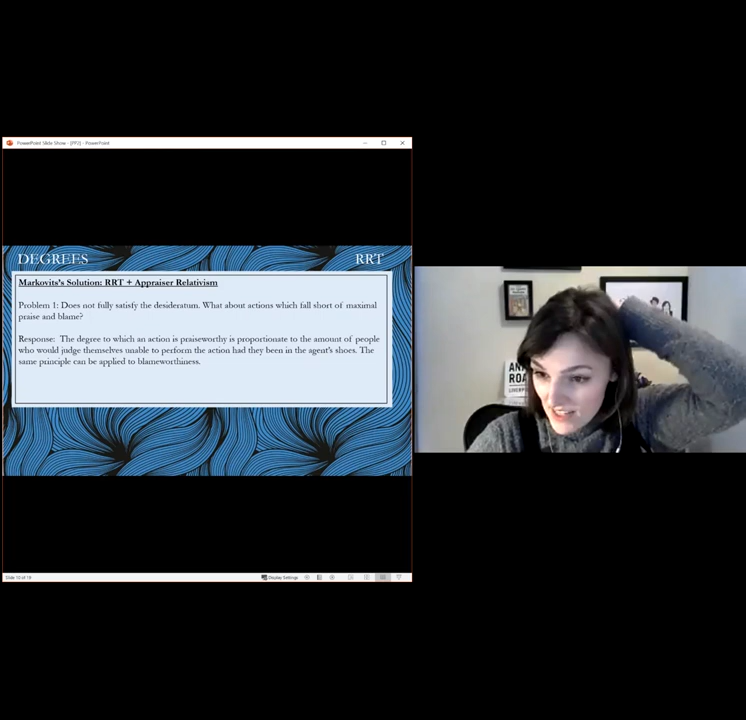 PowerPoint Slide Show - [PP2] - PowerPoint
DEGREES
RRT
Markovits's Solution: RRT + Appraiser Relativism
Problem 1: Does not fully satisfy the desideratum. What about actions which fall short of maximal
praise and blame?
Response: The degree to which an action is praiseworthy is proportionate to the amount of people
who would judge themselves unable to perform the action had they been in the agent's shoes. The
same principle can be applied to blameworthiness.
Display Settings